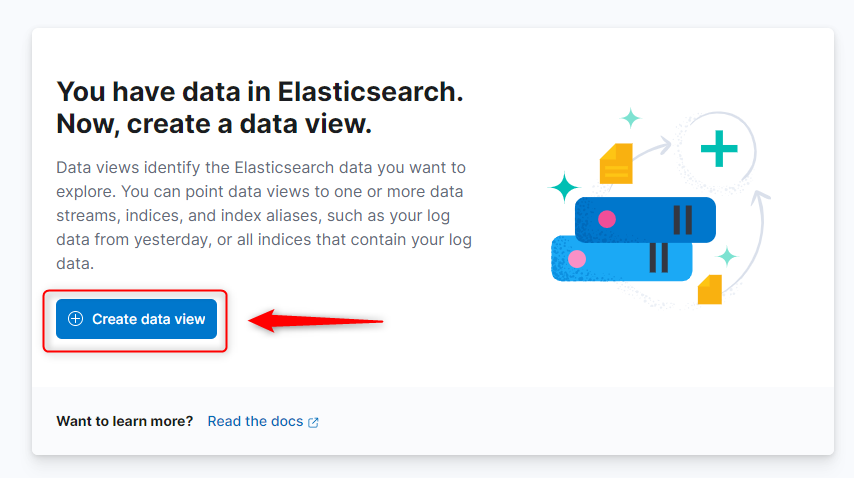 You have data in Elasticsearch.
Now, create a data view.
Data views identify the Elasticsearch data you want to
explore. You can point data views to one or more data
streams, indices, and index aliases, such as your log
data from yesterday, or all indices that contain your log
data.
Create data view
Want to learn more? Read the docs